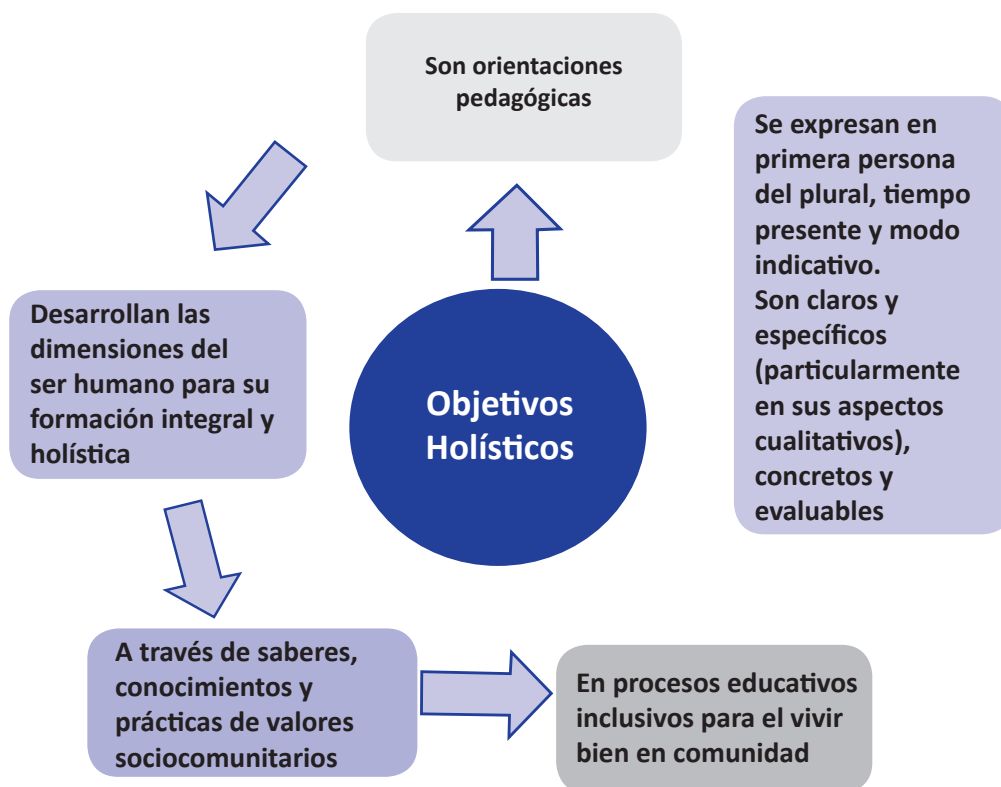 Son orientaciones
pedagógicas
Se expresan en
primera persona
del plural, tiempo
presente y modo
indicativo.
Son claros y
específicos
(particularmente
en sus aspectos
cualitativos),
concretos y
evaluables
Desarrollan las
dimensiones del
ser humano para su
formación integral y
holística
Objetivos
Holísticos
A través de saberes,
conocimientos y
prácticas de valores
sociocomunitarios
En procesos educativos
inclusivos para el vivir
bien en comunidad